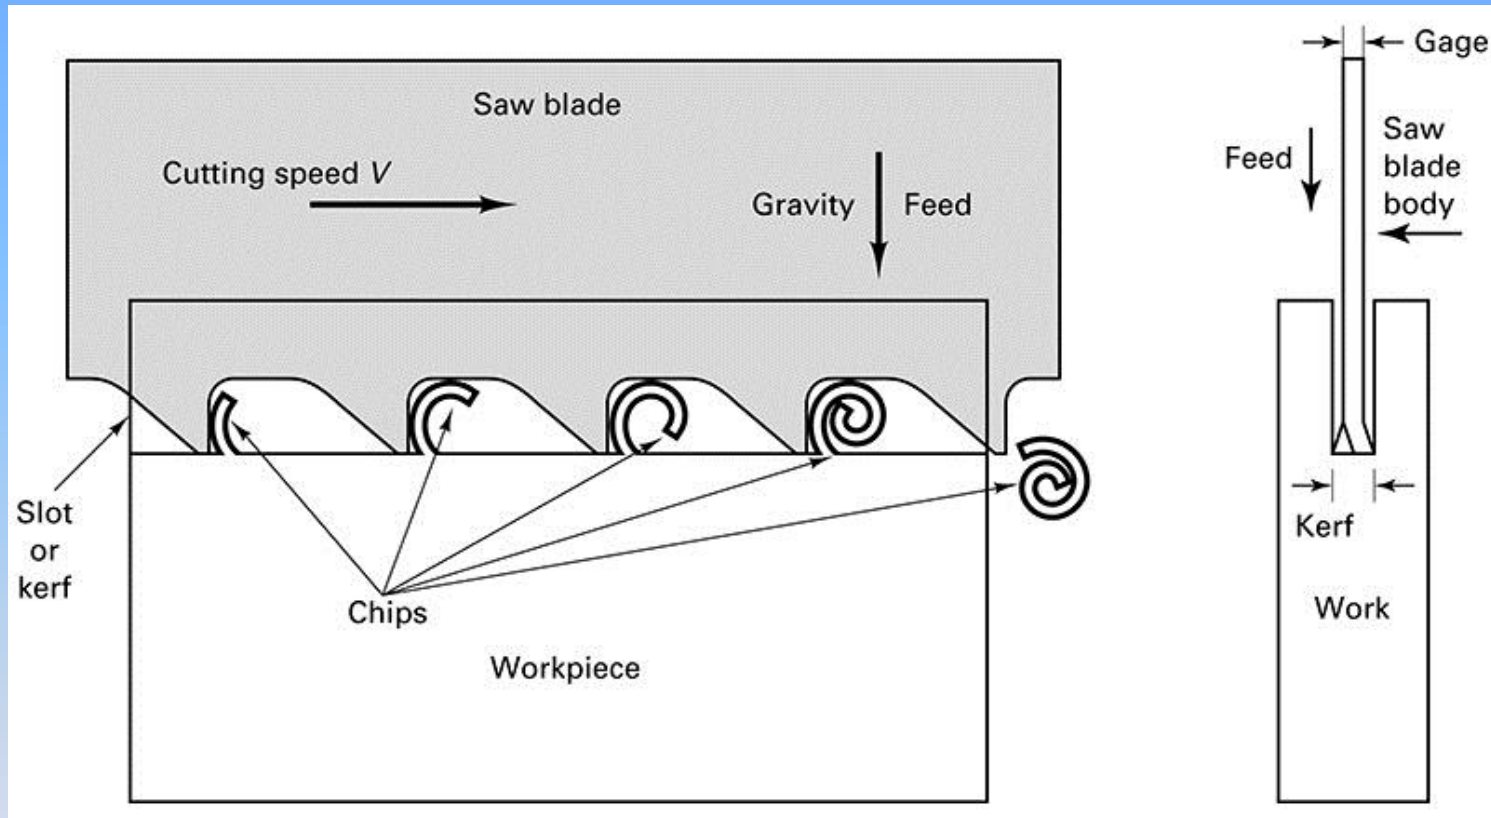 Saw blade
Cutting speed V
Gravity
Feed
Slot
or
kerf
Chips
Workpiece
Gage
Feed
Saw
blade
body
Kerf
Work